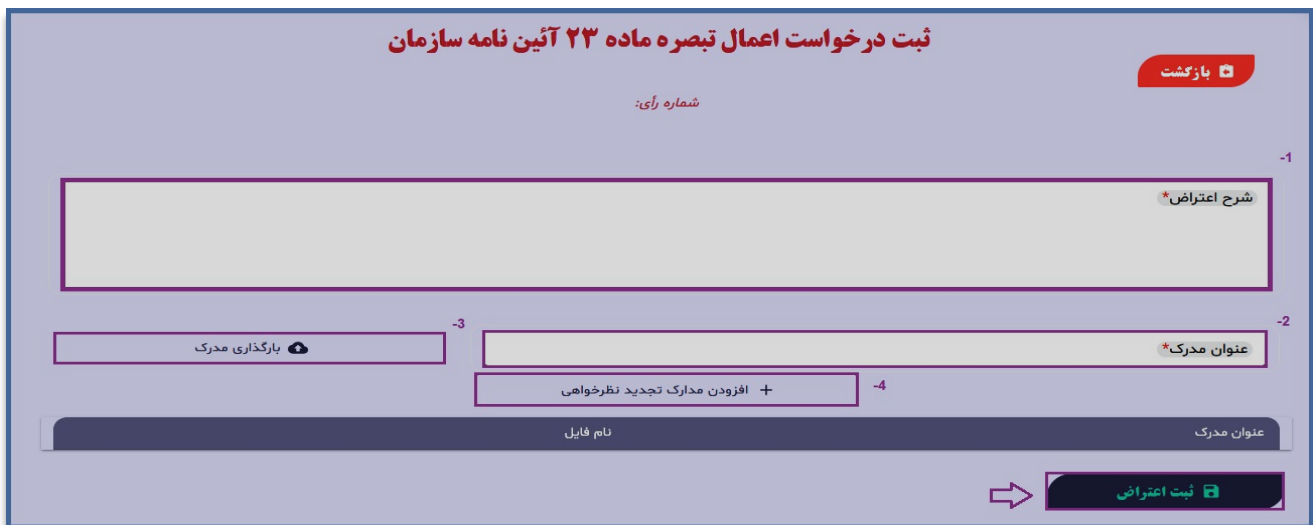 ثبت درخواست اعمال تبصره ماده ۲۳ آئین نامه سازمان
بازگشت
شماره رأی:
-1
شرح اعتراض*
-2
عنوان مدرک*
-3
بارگذاری مدرک
-4
+ افزودن مدارک تجدید نظرخواهی
عنوان مدرک نام فایل
ثبت اعتراض